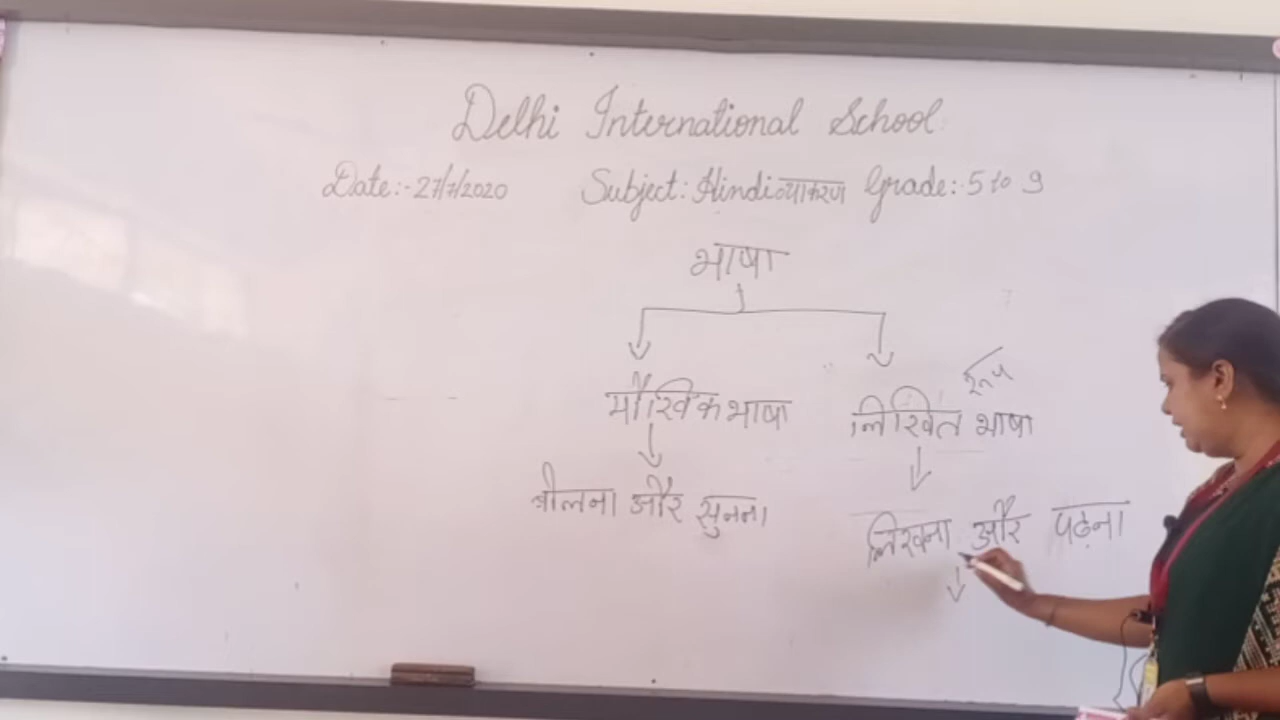 Delhi International School
Date:- 27/7/2020 Subject: Hindi व्याकरण Grade:- 5 to 9
भाषा
रूप
मौखिक भाषा लिखित भाषा
बोलना और सुनना लिखना और पढ़ना